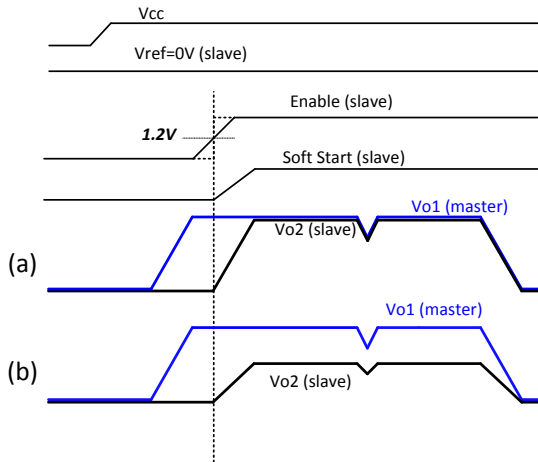 Vcc
Vref=0V (slave)
Enable (slave)
1.2V
Soft Start (slave)
Vo1 (master)
Vo2 (slave)
(a)
Vo1 (master)
(b)
Vo2 (slave)